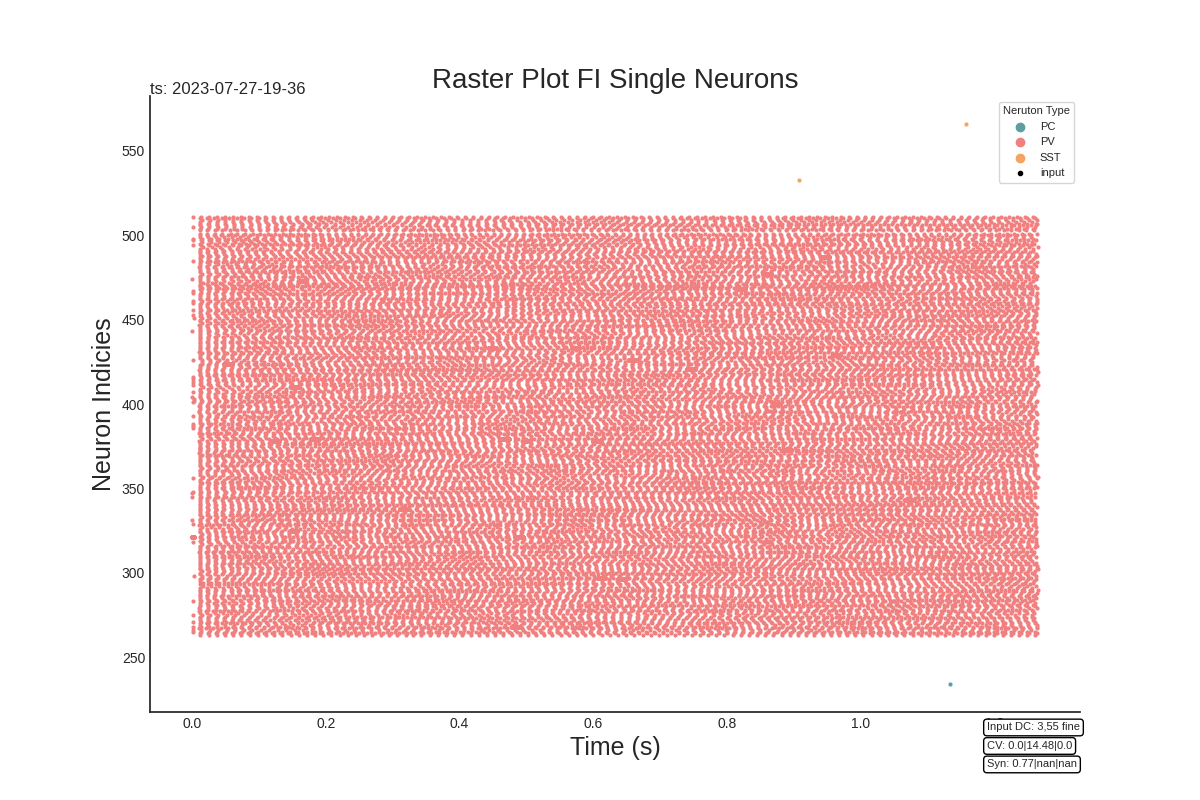 Raster Plot FI Single Neurons
ts: 2023-07-27-19-36
Neruton Type
PC
PV
SST
input
Neuron Indicies
550
500
450
400
350
300
250
0.0 0.2 0.4 0.6 0.8 1.0
Time (s)
Input DC: 3,55 fine
CV: 0.0|14.48|0.0
Syn: 0.77|nan|nan